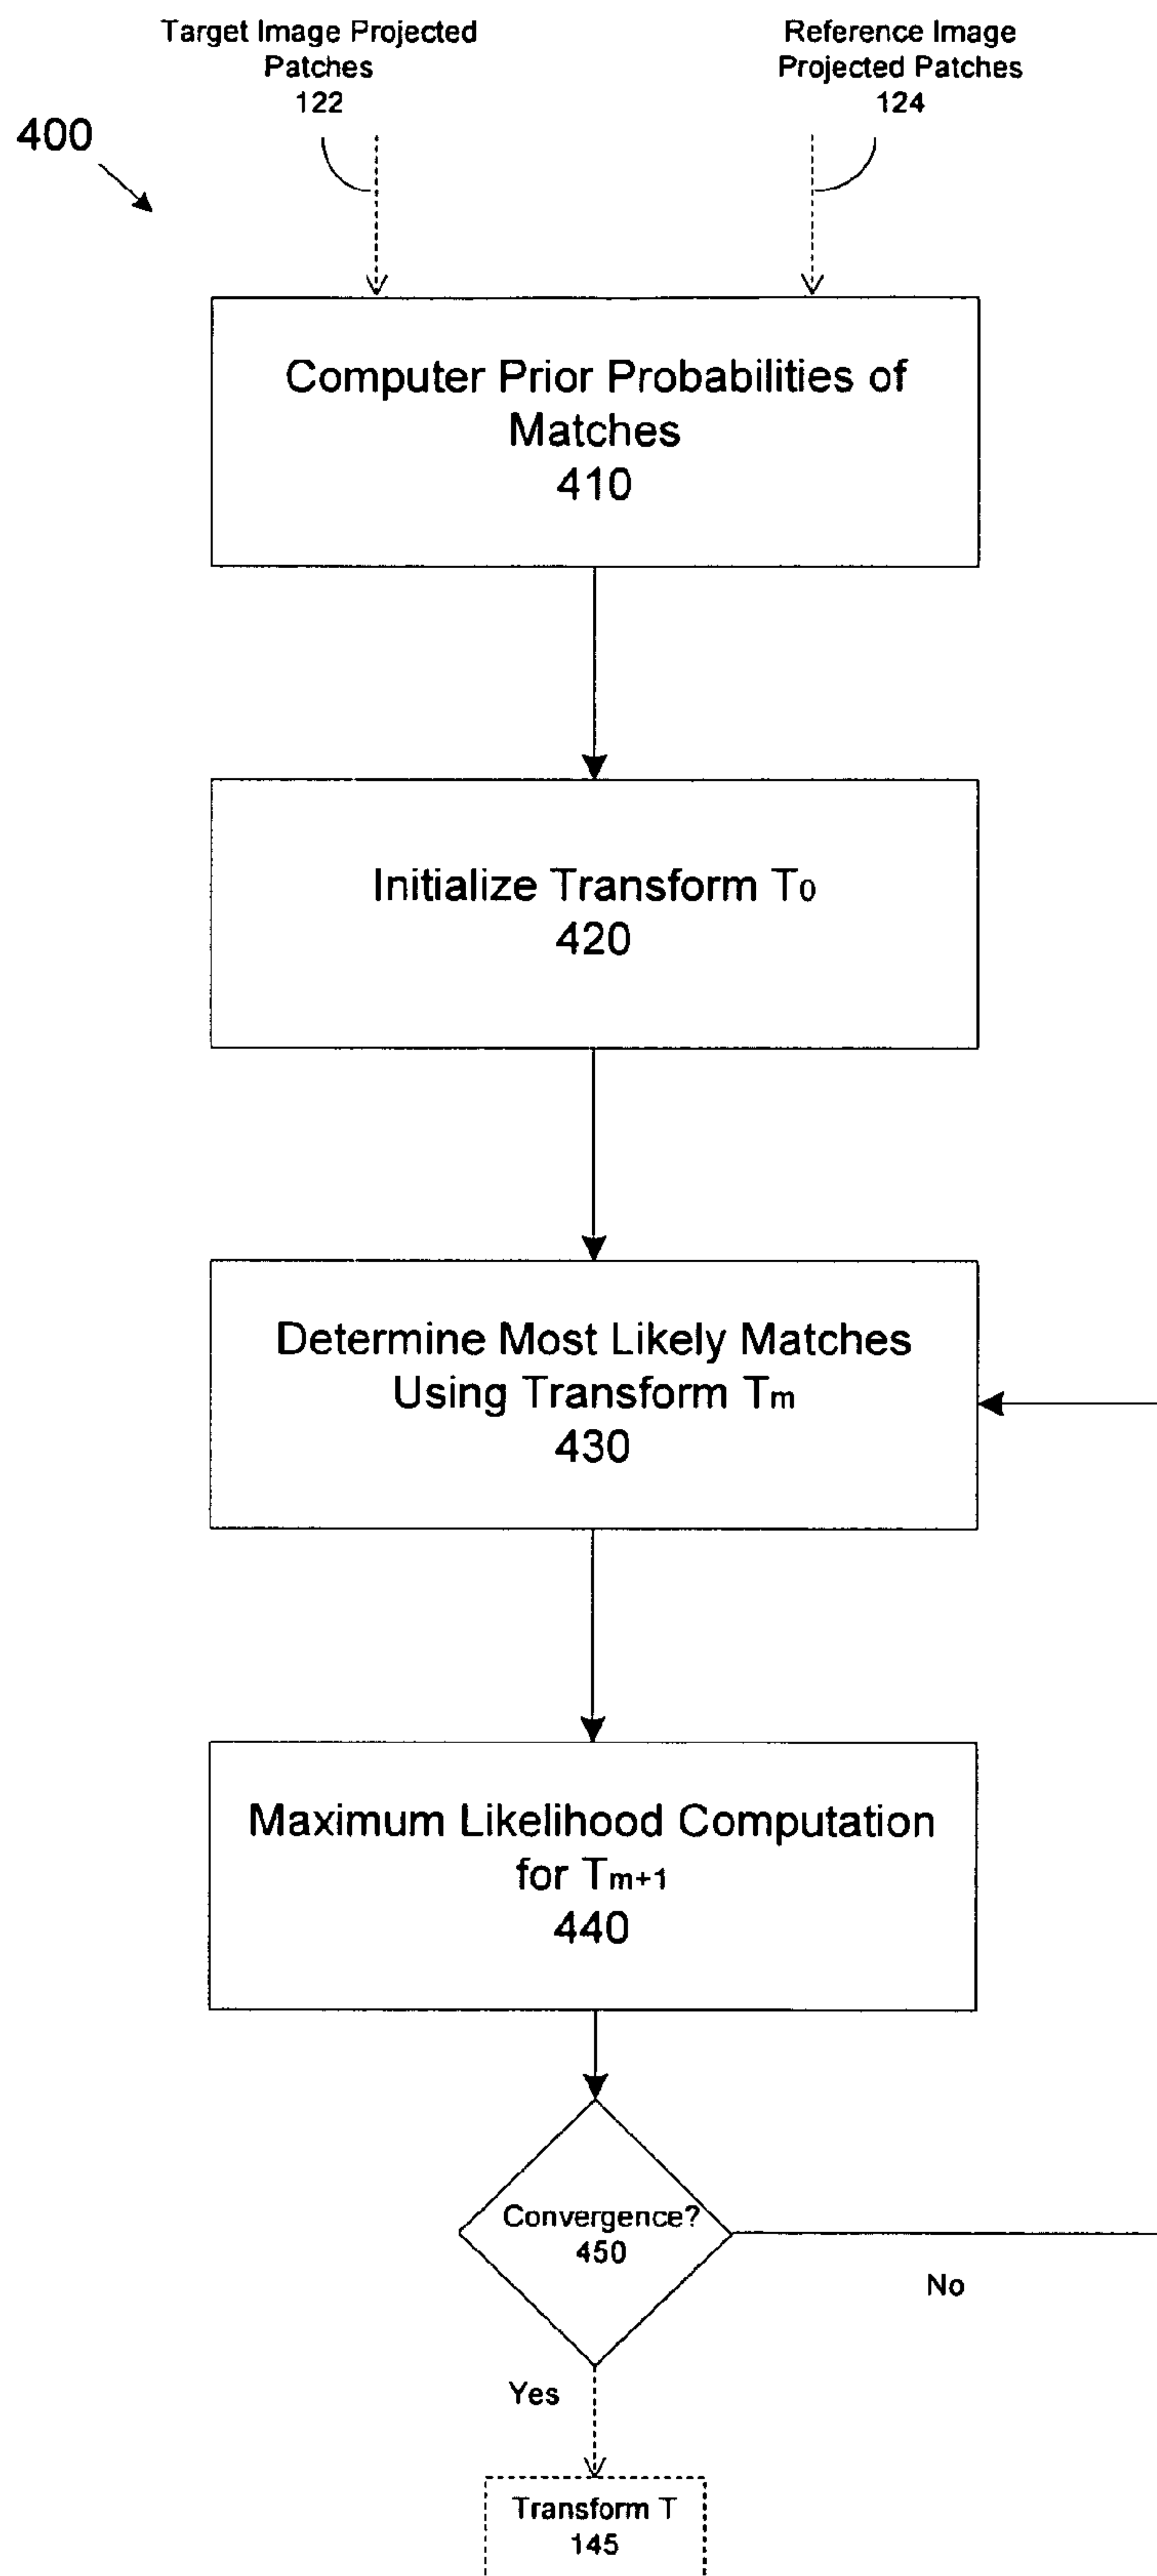 Target Image Projected
Patches
122
Reference Image
Projected Patches
124
400
Computer Prior Probabilities of
Matches
410
Initialize Transform T0
420
Determine Most Likely Matches
Using Transform Tm
430
Maximum Likelihood Computation
for Tm+1
440
Convergence?
450
No
Yes
Transform T
145